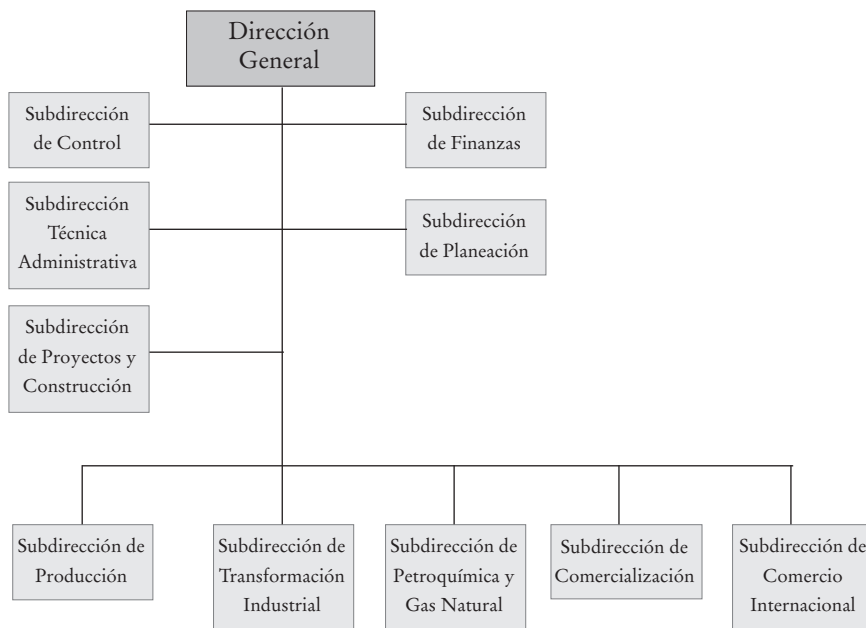 Dirección
General
Subdirección
de Control
Subdirección
de Finanzas
Subdirección
Técnica
Administrativa
Subdirección
de Planeación
Subdirección
de Proyectos y
Construcción
Subdirección de
Producción
Subdirección de
Transformación
Industrial
Subdirección de
Petroquímica y
Gas Natural
Subdirección de
Comercialización
Subdirección de
Comercio
Internacional